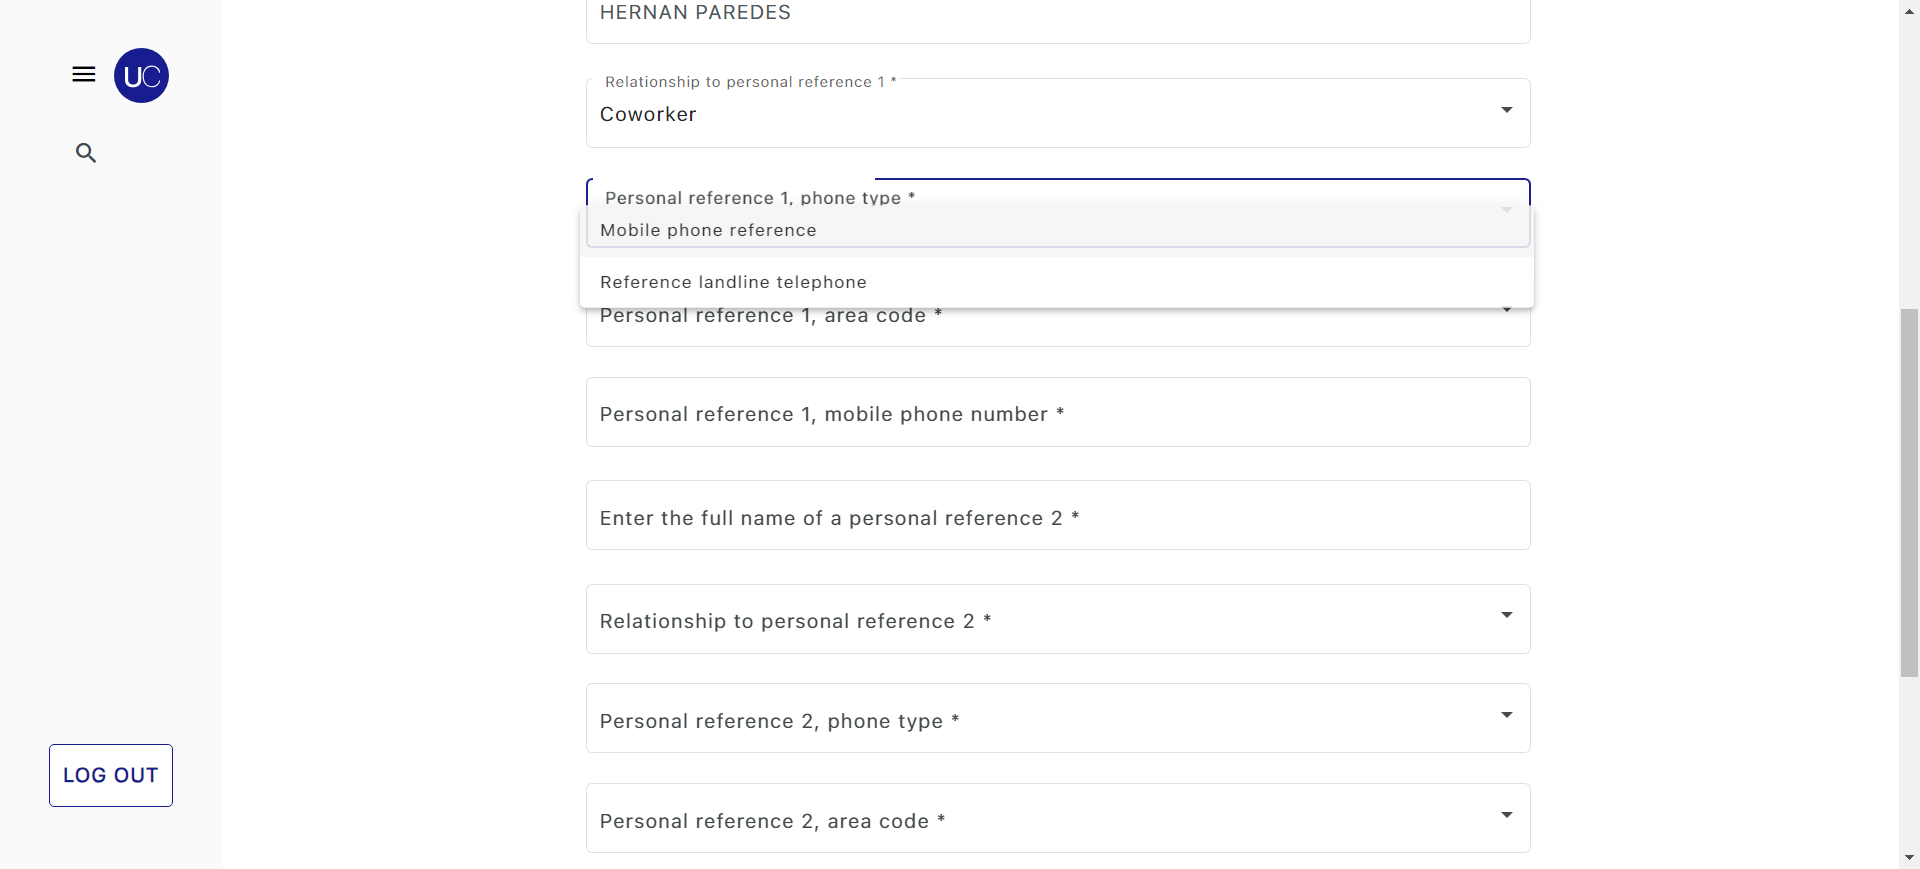 HERNAN PAREDES
UC
Relationship to personal reference 1 *
Coworker
Personal reference 1, phone type *
Mobile phone reference
Reference landline telephone
Personal reference 1, area code *
Personal reference 1, mobile phone number *
Enter the full name of a personal reference 2 *
Relationship to personal reference 2 *
Personal reference 2, phone type *
LOG OUT
Personal reference 2, area code *